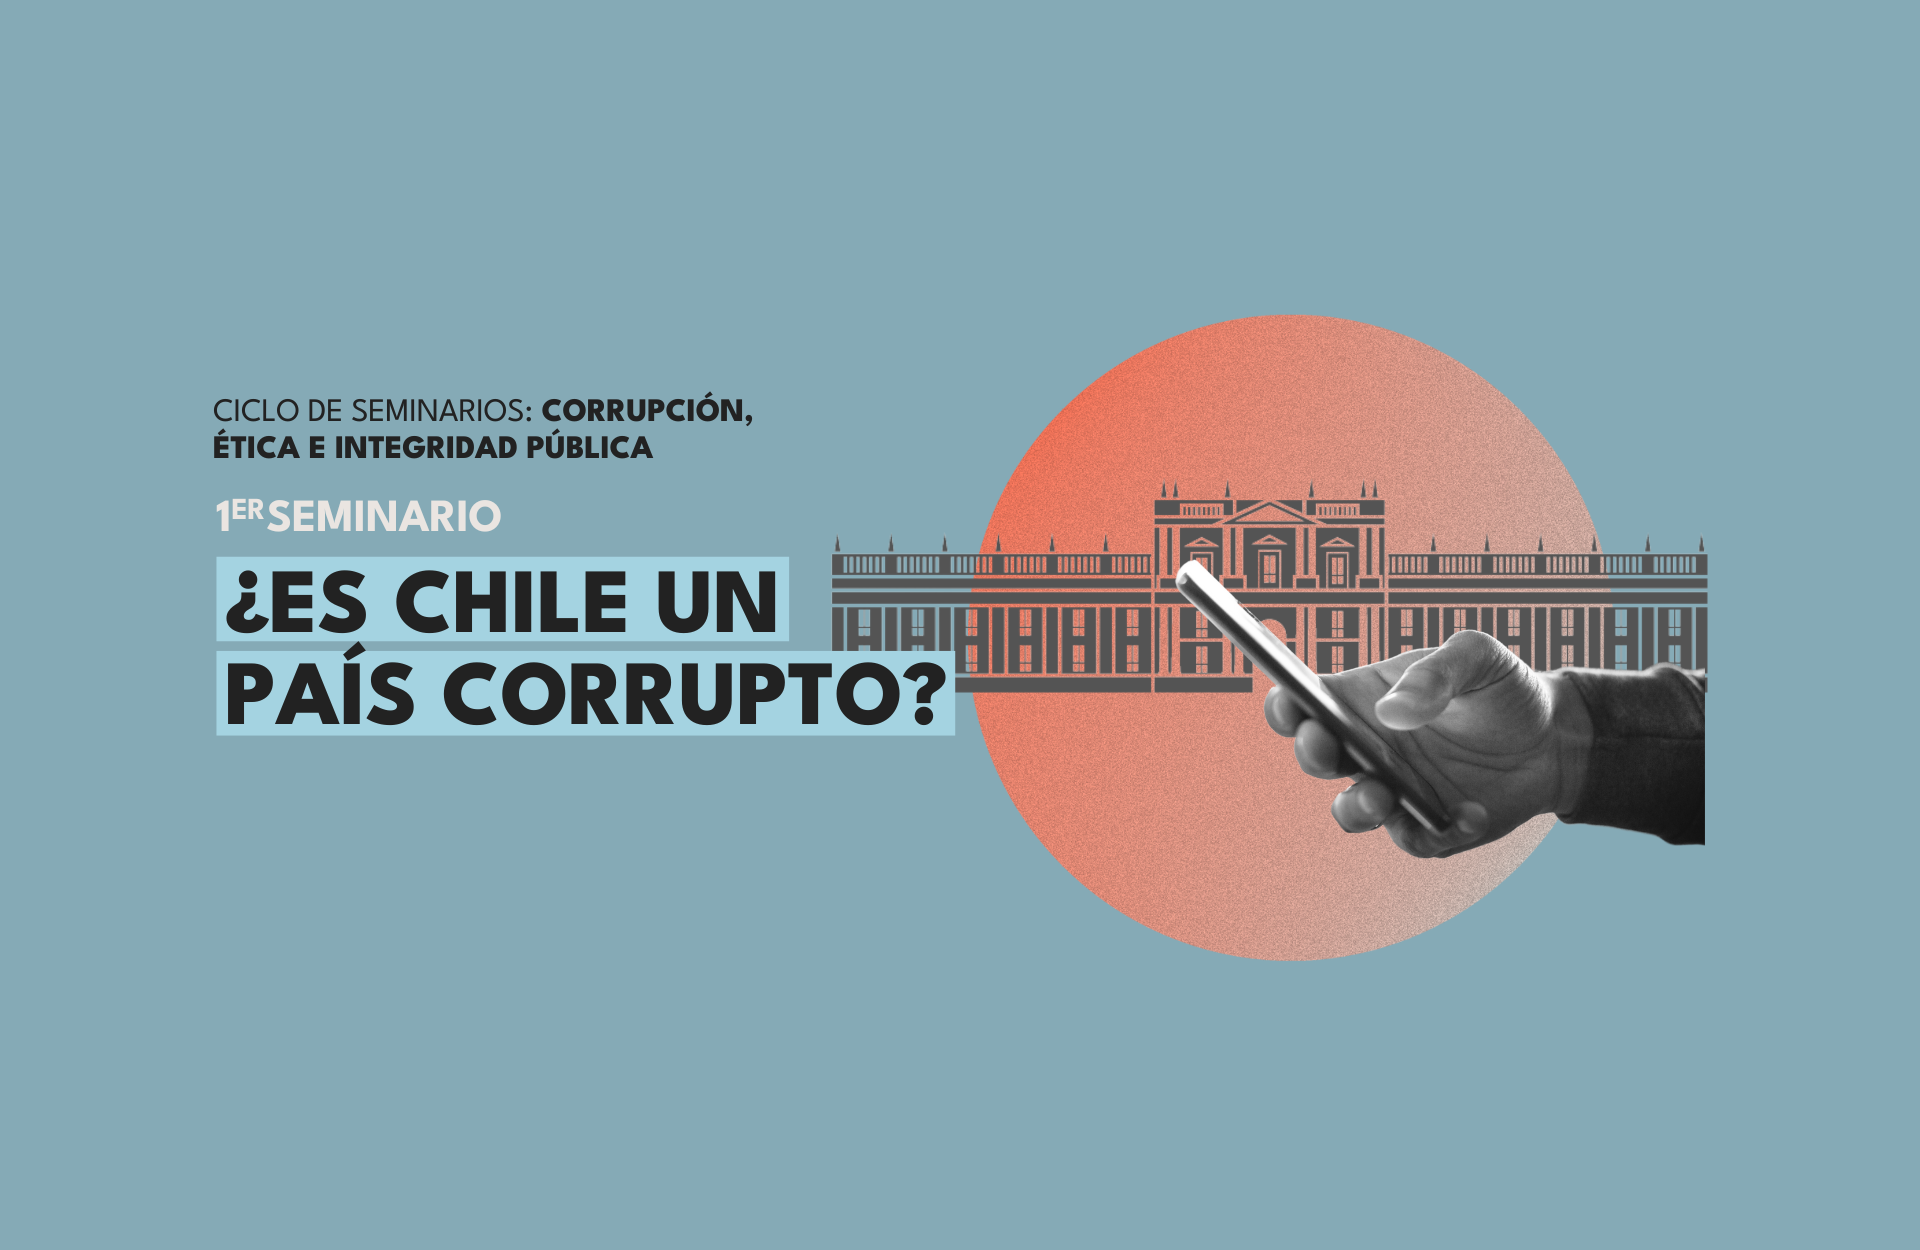 CICLO DE SEMINARIOS: CORRUPCIÓN,
ÉTICA E INTEGRIDAD PÚBLICA
1ER SEMINARIO
¿ES CHILE UN
PAÍS CORRUPTO?